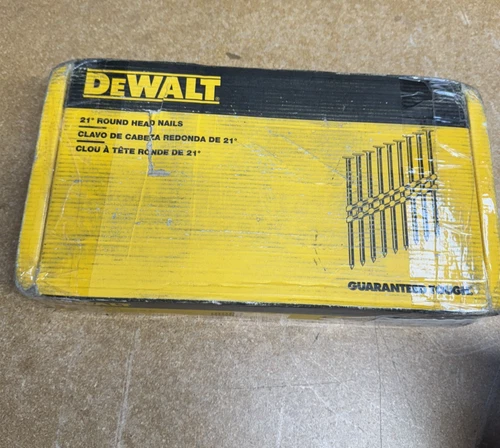 DEWALT
21° ROUND HEAD NAILS
CLAVO DE CABEZA REDONDA DE 21°
CLOU À TÊTE RONDE DE 21°
GUARANTEED TOUGH